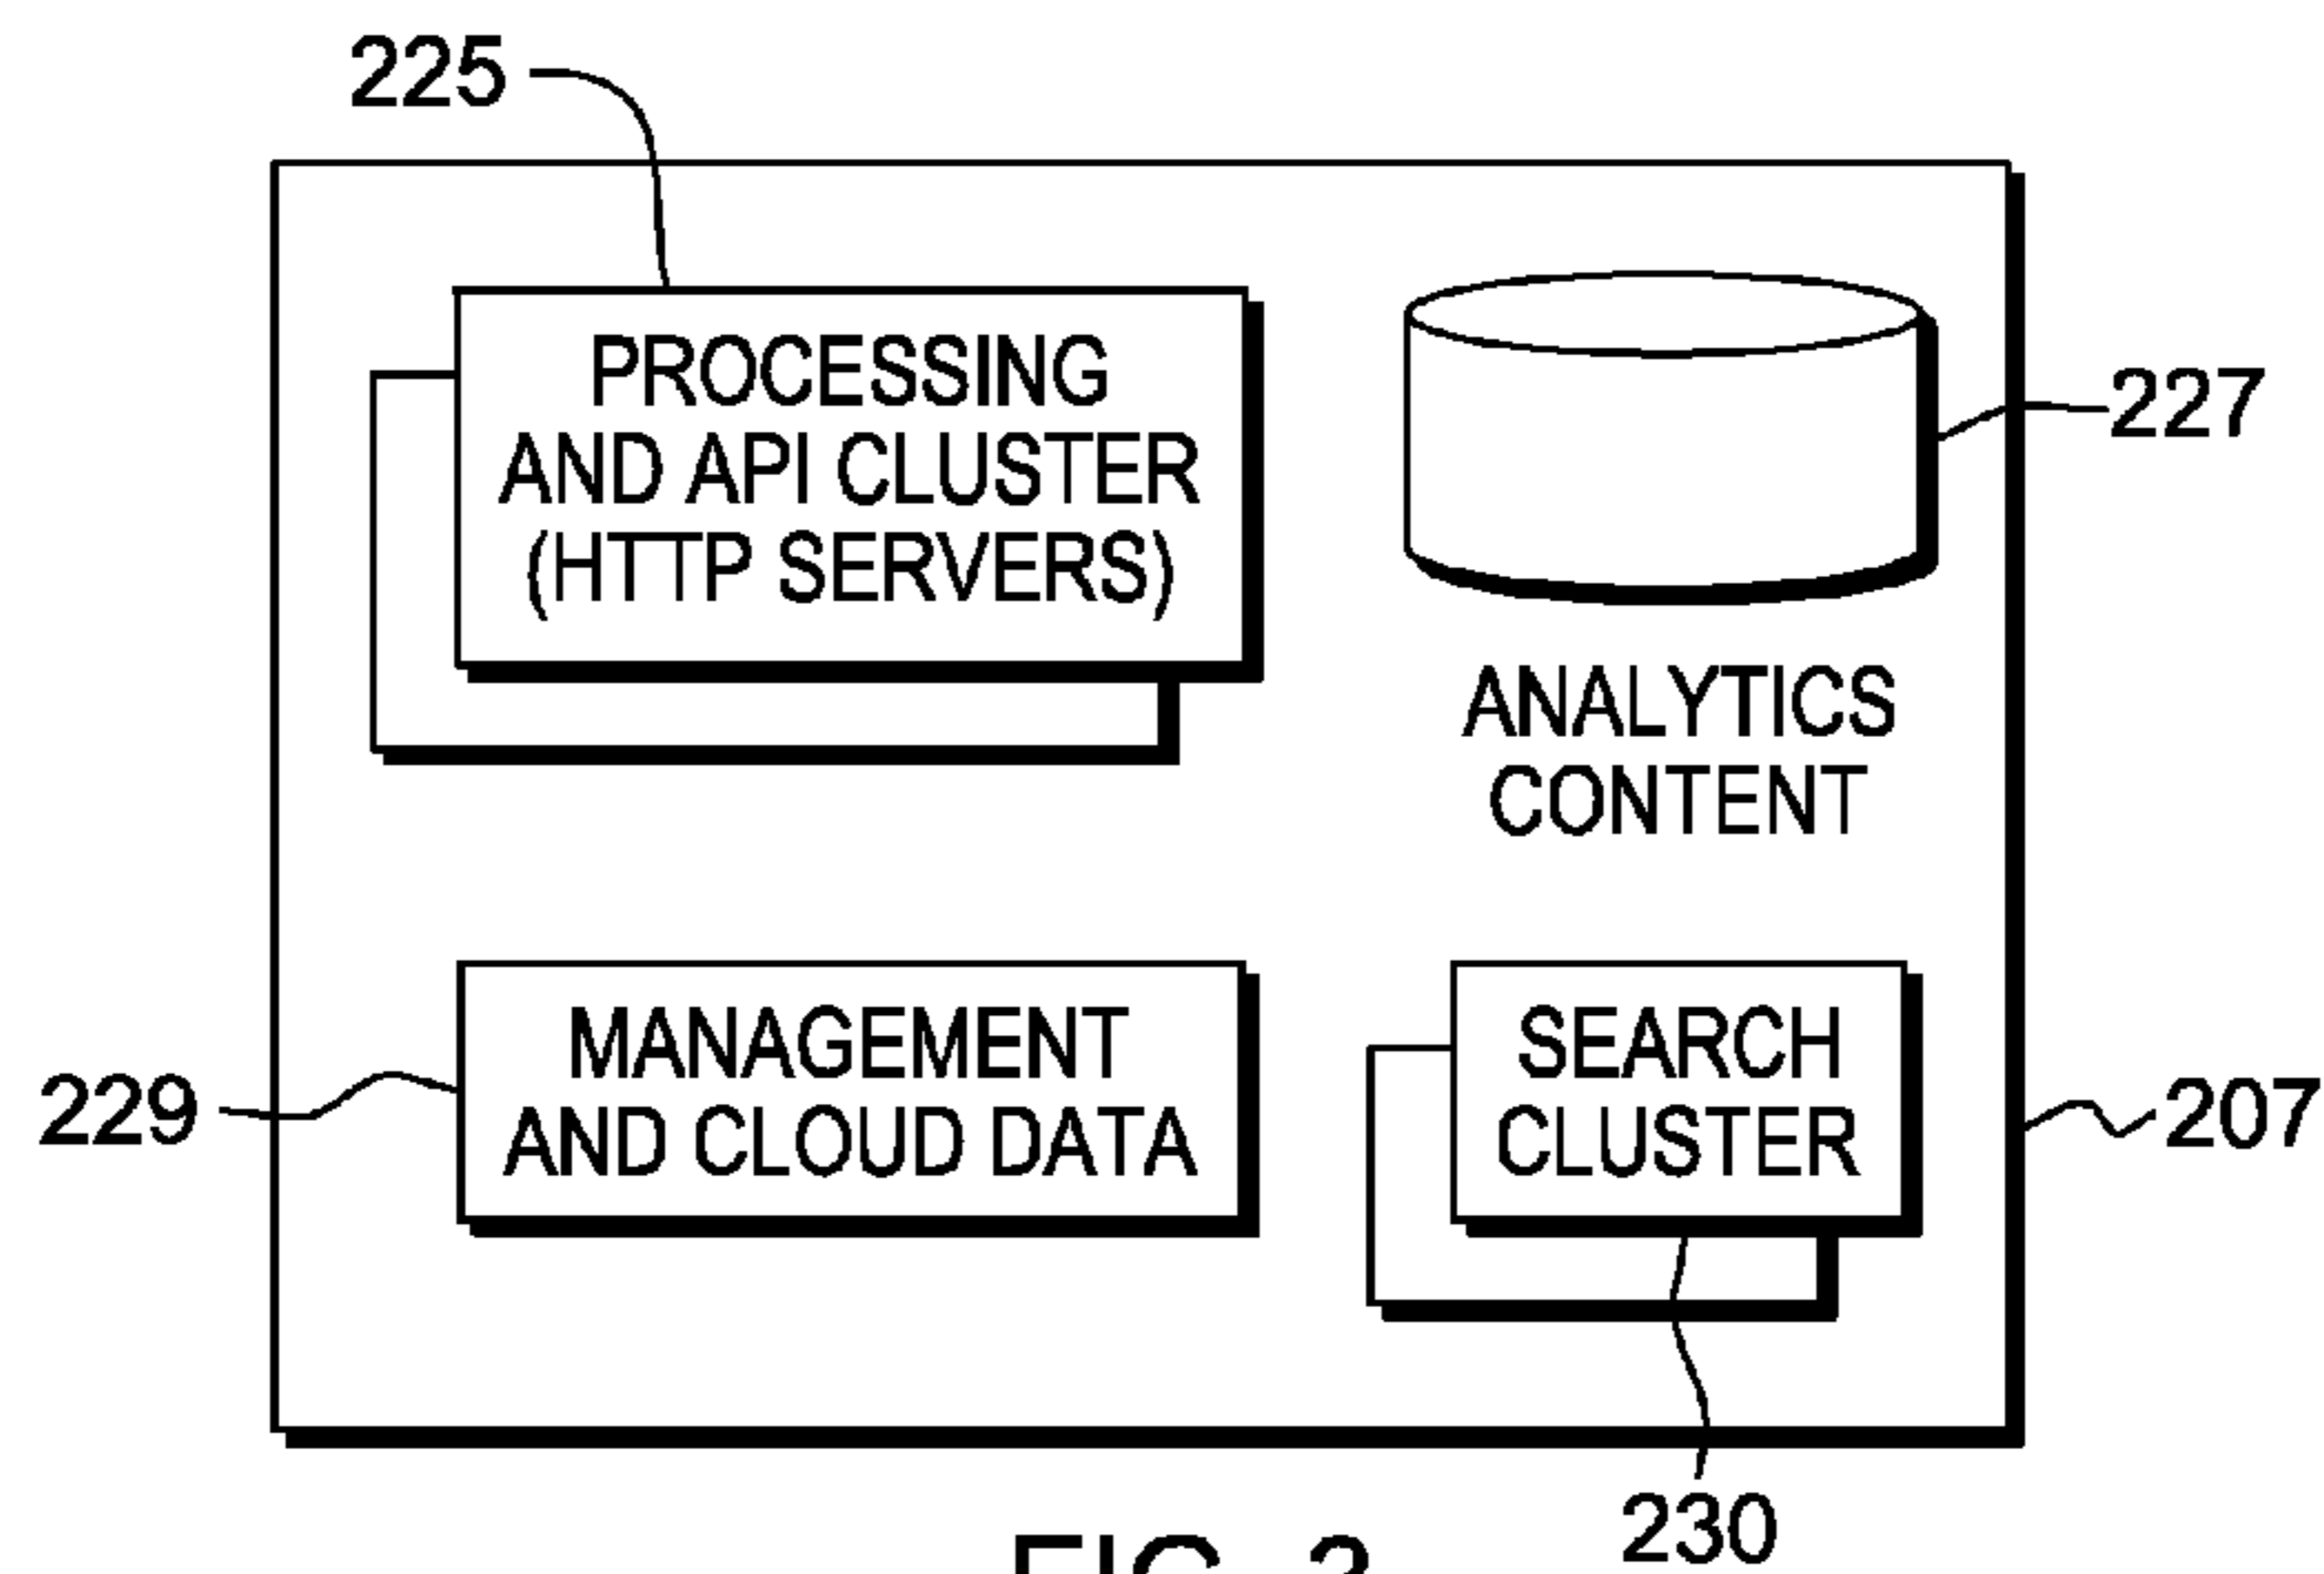 225
PROCESSING
AND API CLUSTER
(HTTP SERVERS)
227
ANALYTICS
CONTENT
MANAGEMENT
AND CLOUD DATA
229
SEARCH
CLUSTER
207
230
FIG.